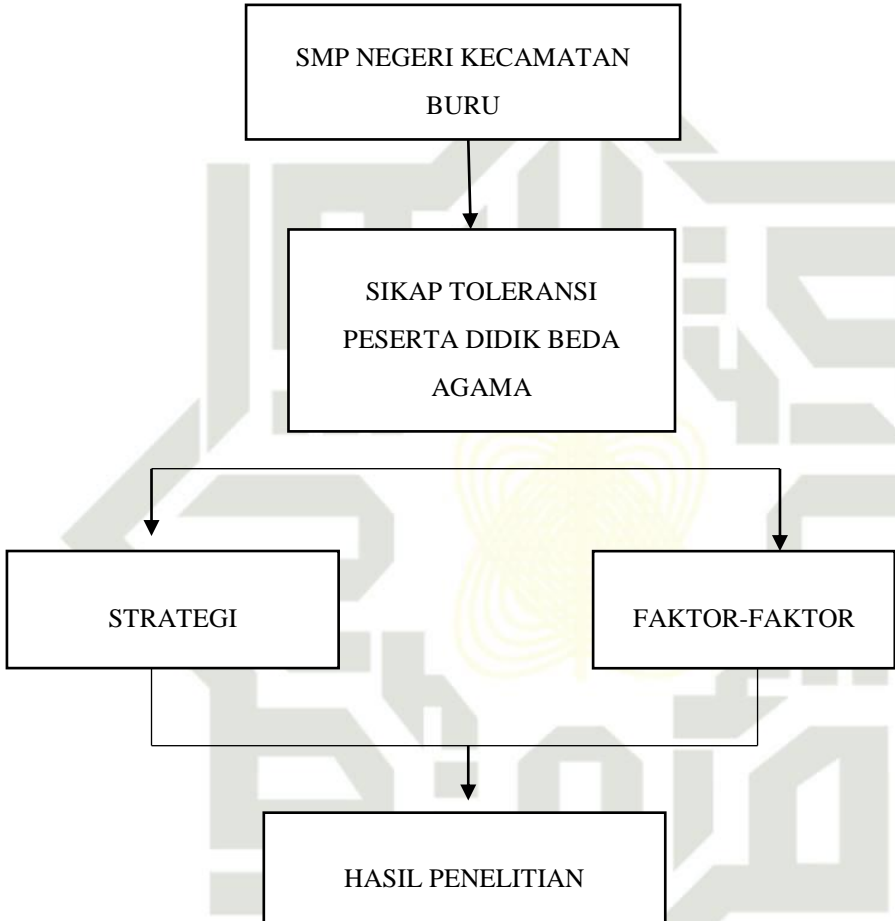 SMP NEGERI KECAMATAN
BURU
SIKAP TOLERANSI
PESERTA DIDIK BEDA
AGAMA
STRATEGI
FAKTOR-FAKTOR
HASIL PENELITIAN